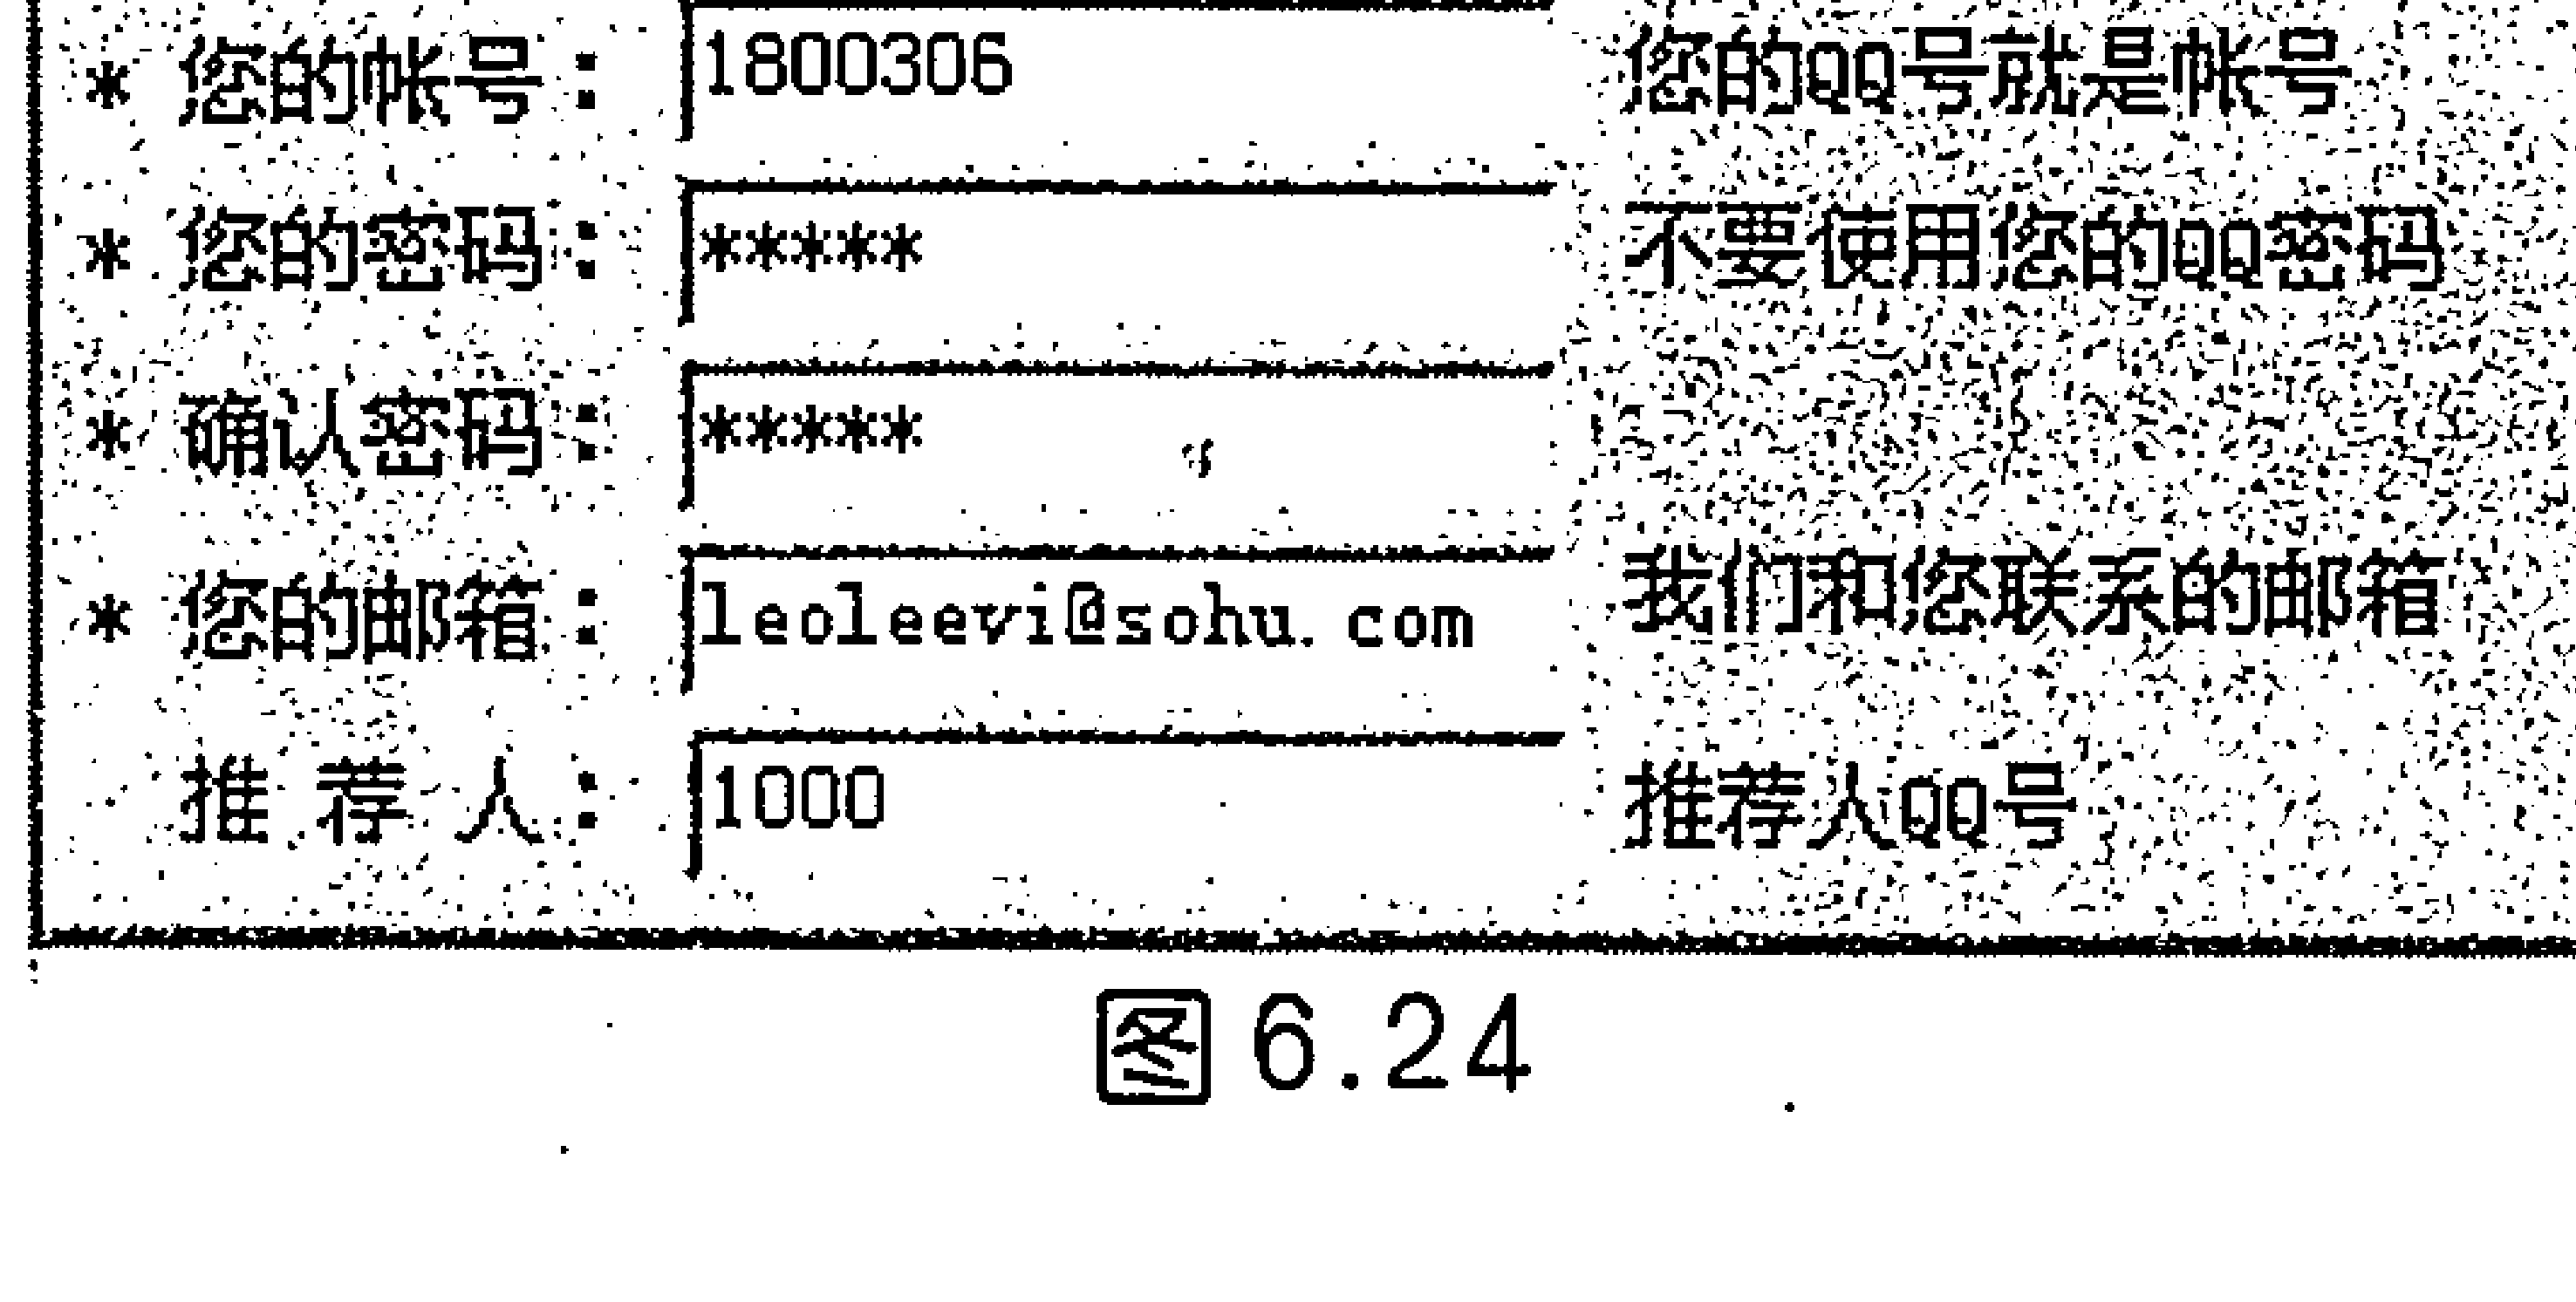 * 您的帐号： 1800306 您的QQ号就是帐号
* 您的密码： ***** 不要使用您的QQ密码
* 确认密码： *****
* 您的邮箱： leoleevi@sohu.com 我们和您联系的邮箱
推 荐 人： 1000 推荐人QQ号
图 6.24